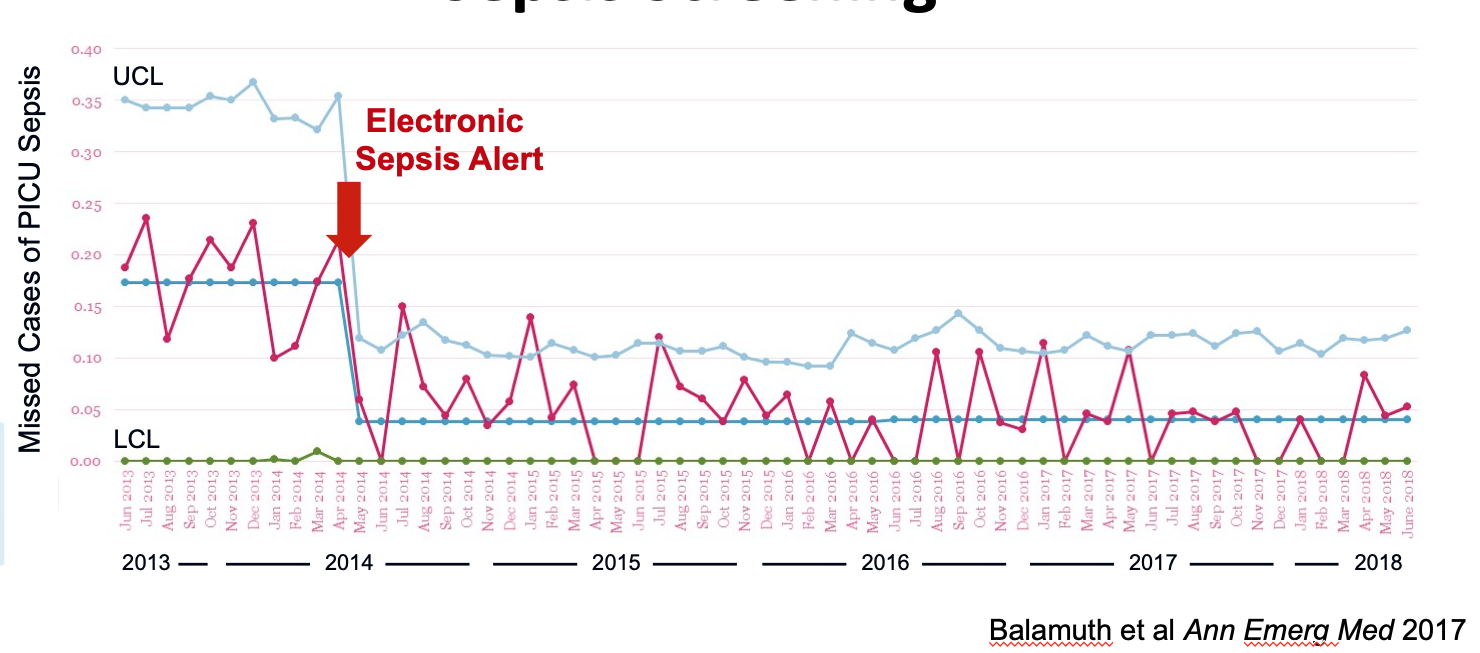 Sepsis Screening
Missed Cases of PICU Sepsis
0.40
0.35
0.30
0.25
0.20
0.15
0.10
0.05
0.00
UCL
Electronic
Sepsis Alert
LCL
Jun 2013
Jul 2013
Aug 2013
Sep 2013
Oct 2013
Nov 2013
Dec 2013
Jan 2014
Feb 2014
Mar 2014
Apr 2014
May 2014
Jun 2014
Jul 2014
Aug 2014
Sep 2014
Oct 2014
Nov 2014
Dec 2014
Jan 2015
Feb 2015
Mar 2015
Apr 2015
May 2015
Jun 2015
Jul 2015
Aug 2015
Sep 2015
Oct 2015
Nov 2015
Dec 2015
Jan 2016
Feb 2016
Mar 2016
Apr 2016
May 2016
Jun 2016
Jul 2016
Aug 2016
Sep 2016
Oct 2016
Nov 2016
Dec 2016
Jan 2017
Feb 2017
Mar 2017
Apr 2017
May 2017
Jun 2017
Jul 2017
Aug 2017
Sep 2017
Oct 2017
Nov 2017
Dec 2017
Jan 2018
Feb 2018
Mar 2018
Apr 2018
May 2018
June 2018
2013 2014 2015 2016 2017 2018
Balamuth et al Ann Emerg Med 2017